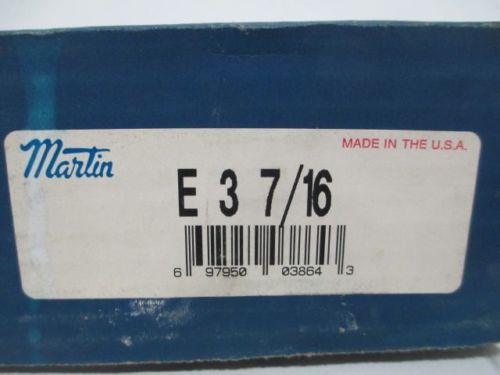 Martin
MADE IN THE U.S.A.
E 3 7/16
6 97950 03864 3